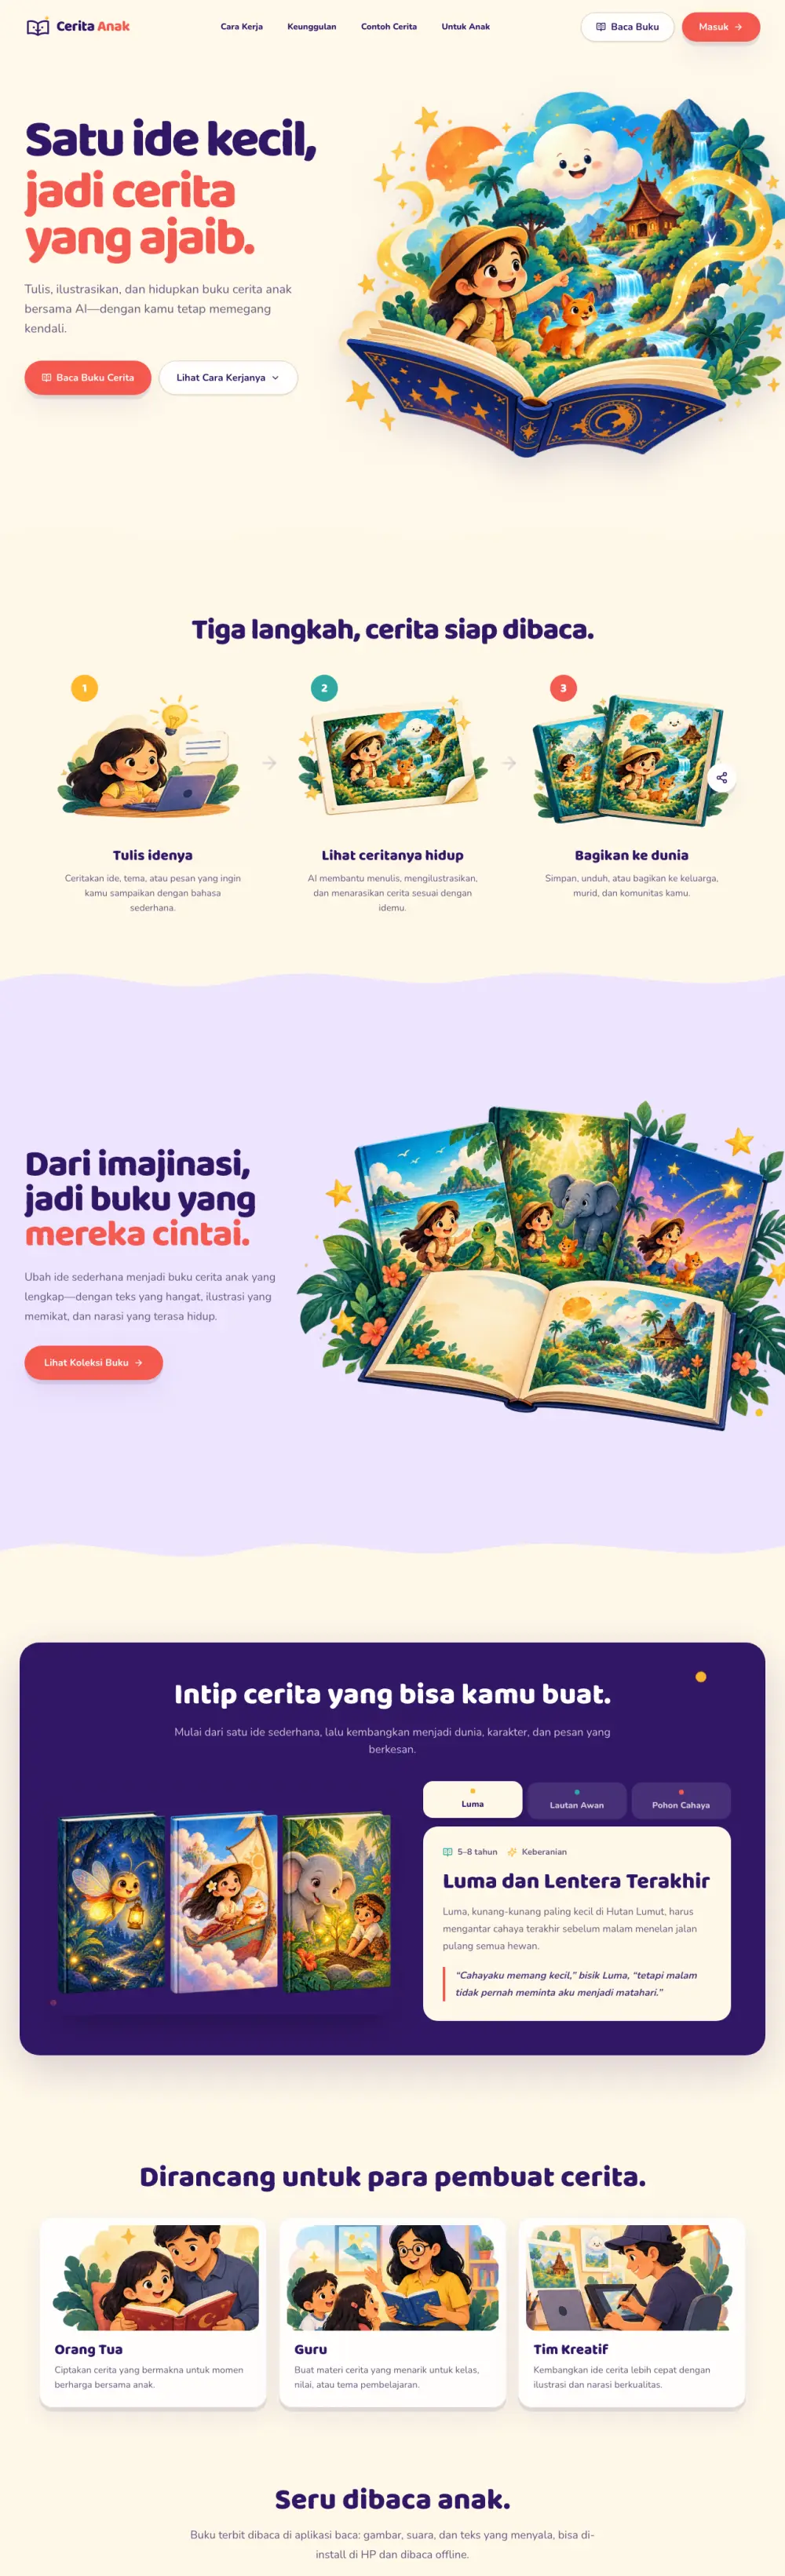 Cerita Anak
Cara Kerja
Keunggulan
Contoh Cerita
Untuk Anak
Baca Buku
Masuk →
Satu ide kecil,
jadi cerita
yang ajaib.
Tulis, ilustrasikan, dan hidupkan buku cerita anak
bersama AI—dengan kamu tetap memegang
kendali.
Baca Buku Cerita
Lihat Cara Kerjanya
Tiga langkah, cerita siap dibaca.
1
Tulis idenya
Ceritakan ide, tema, atau pesan yang ingin
kamu sampaikan dengan bahasa
sederhana.
2
Lihat ceritanya hidup
AI membantu menulis, mengilustrasikan,
dan menarasikan cerita sesuai dengan
idemu.
3
Bagikan ke dunia
Simpan, unduh, atau bagikan ke keluarga,
murid, dan komunitas kamu.
Dari imajinasi,
jadi buku yang
mereka cintai.
Ubah ide sederhana menjadi buku cerita anak yang
lengkap—dengan teks yang hangat, ilustrasi yang
memikat, dan narasi yang terasa hidup.
Lihat Koleksi Buku →
Intip cerita yang bisa kamu buat.
Mulai dari satu ide sederhana, lalu kembangkan menjadi dunia, karakter, dan pesan yang
berkesan.
Luma
Lautan Awan
Pohon Cahaya
5–8 tahun
Keberanian
Luma dan Lentera Terakhir
Luma, kunang-kunang paling kecil di Hutan Lumut, harus
mengantar cahaya terakhir sebelum malam menelan jalan
pulang semua hewan.
“Cahayaku memang kecil,” bisik Luma, “tetapi malam
tidak pernah meminta aku menjadi matahari.”
Dirancang untuk para pembuat cerita.
Orang Tua
Ciptakan cerita yang bermakna untuk momen
berharga bersama anak.
Guru
Buat materi cerita yang menarik untuk kelas,
nilai, atau tema pembelajaran.
Tim Kreatif
Kembangkan ide cerita lebih cepat dengan
ilustrasi dan narasi berkualitas.
Seru dibaca anak.
Buku terbit dibaca di aplikasi baca: gambar, suara, dan teks yang menyala, bisa di-
install di HP dan dibaca offline.